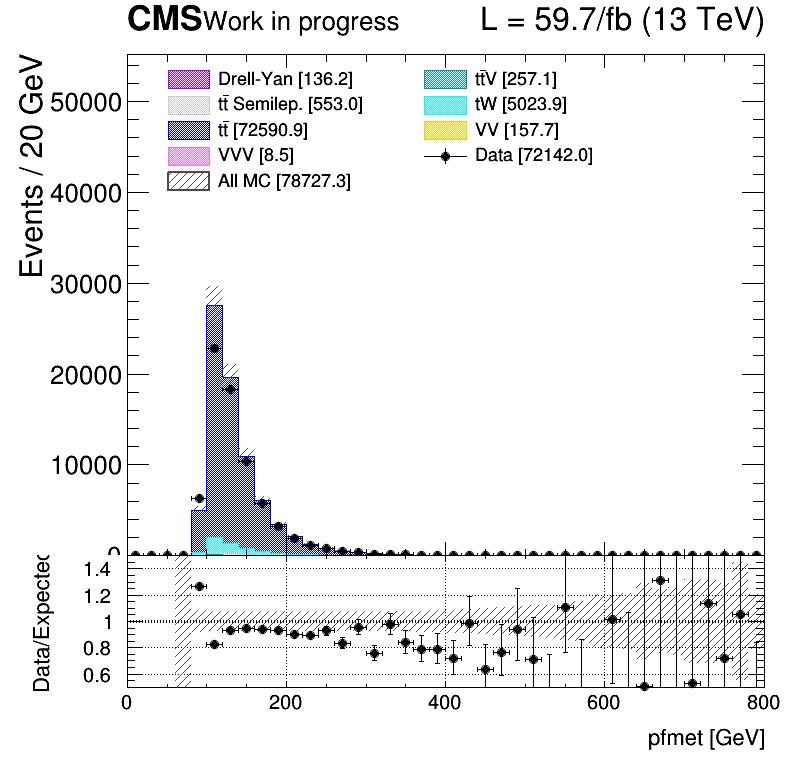 CMS Work in progress L = 59.7/fb (13 TeV)
Events / 20 GeV
Drell-Yan [136.2]
tt̄ Semilep. [553.0]
tt̄ [72590.9]
VVV [8.5]
All MC [78727.3]
tt̄V [257.1]
tW [5023.9]
VV [157.7]
Data [72142.0]
50000
40000
30000
20000
10000
0
Data/Expected
1.4
1.2
1
0.8
0.6
0 200 400 600 800
pfmet [GeV]